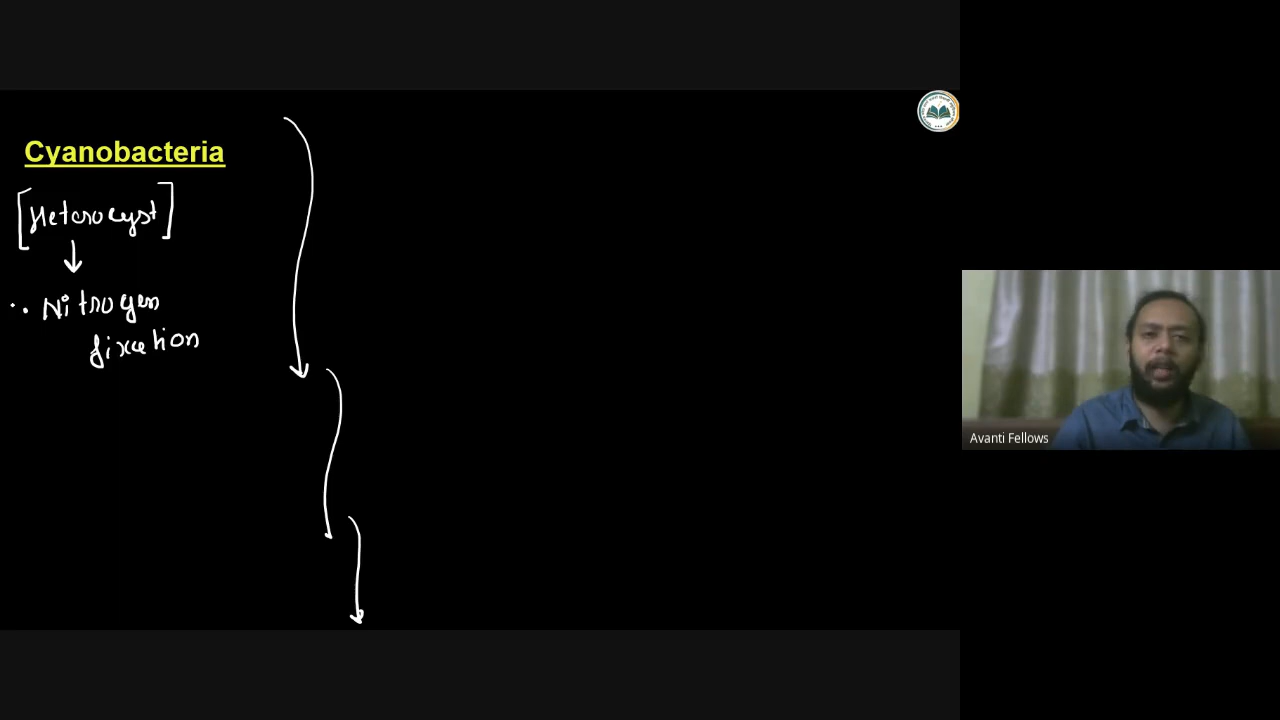 Cyanobacteria
[Heterocyst]
↓
∴ Nitrogen
fixation
Avanti Fellows